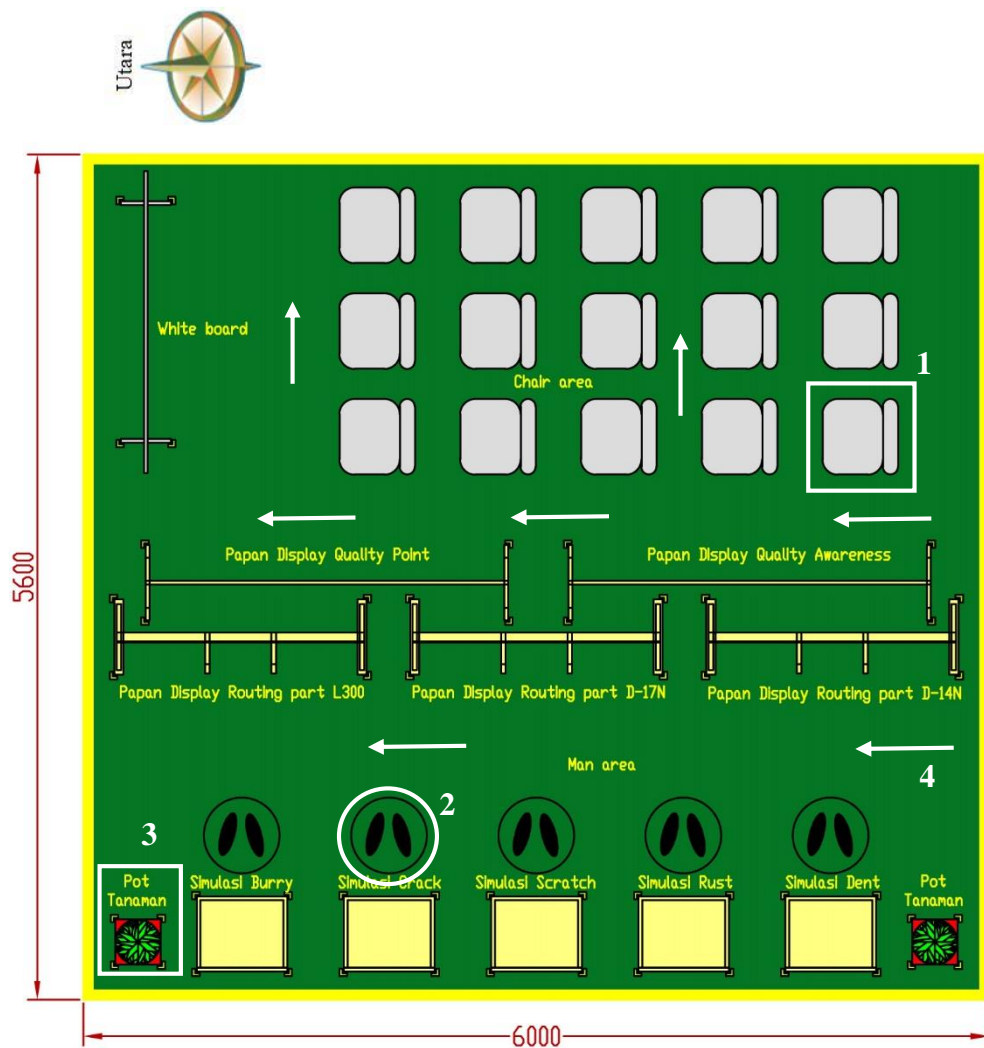 Utara
White board
Chair area
1
Papan Display Quality Point
Papan Display Quality Awareness
5600
Papan Display Routing part L300
Papan Display Routing part D-17N
Papan Display Routing part D-14N
Man area
4
2
3
Pot
Tanaman
Simulasi Burry
Simulasi Crack
Simulasi Scratch
Simulasi Rust
Simulasi Dent
Pot
Tanaman
6000